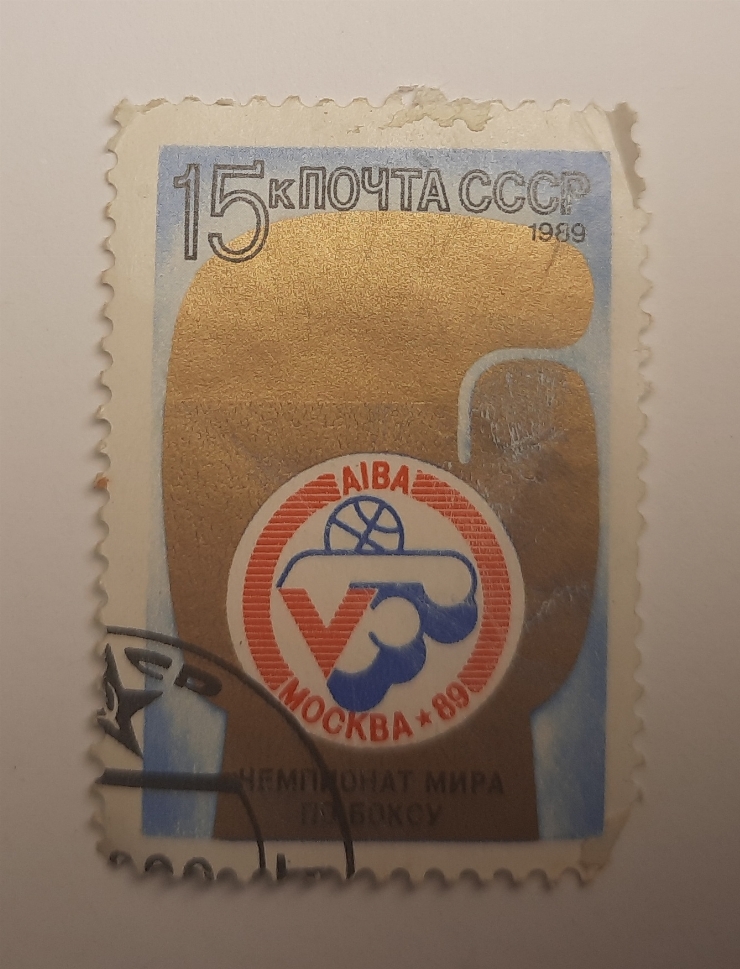 15к ПОЧТА СССР
1989
AIBA
V
МОСКВА ★ 89
ЧЕМПИОНАТ МИРА
ПО БОКСУ